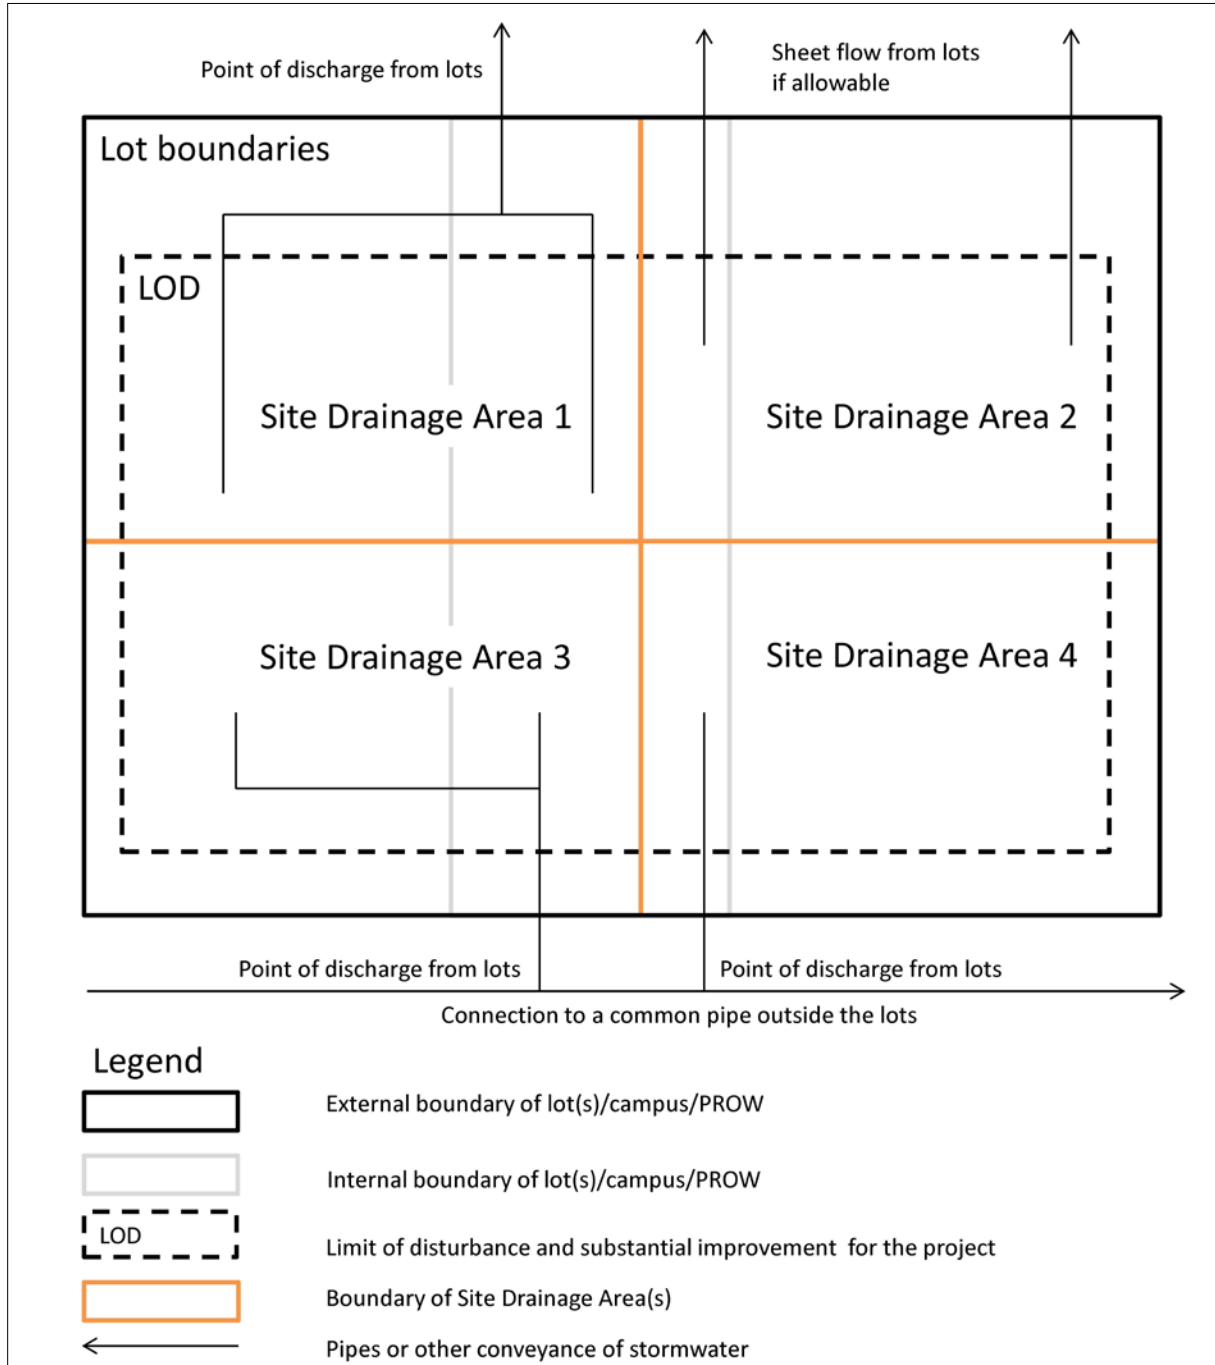 Point of discharge from lots
Sheet flow from lots
if allowable
Lot boundaries
LOD
Site Drainage Area 1
Site Drainage Area 2
Site Drainage Area 3
Site Drainage Area 4
Point of discharge from lots
Point of discharge from lots
Connection to a common pipe outside the lots
Legend
External boundary of lot(s)/campus/PROW
Internal boundary of lot(s)/campus/PROW
LOD
Limit of disturbance and substantial improvement for the project
Boundary of Site Drainage Area(s)
Pipes or other conveyance of stormwater